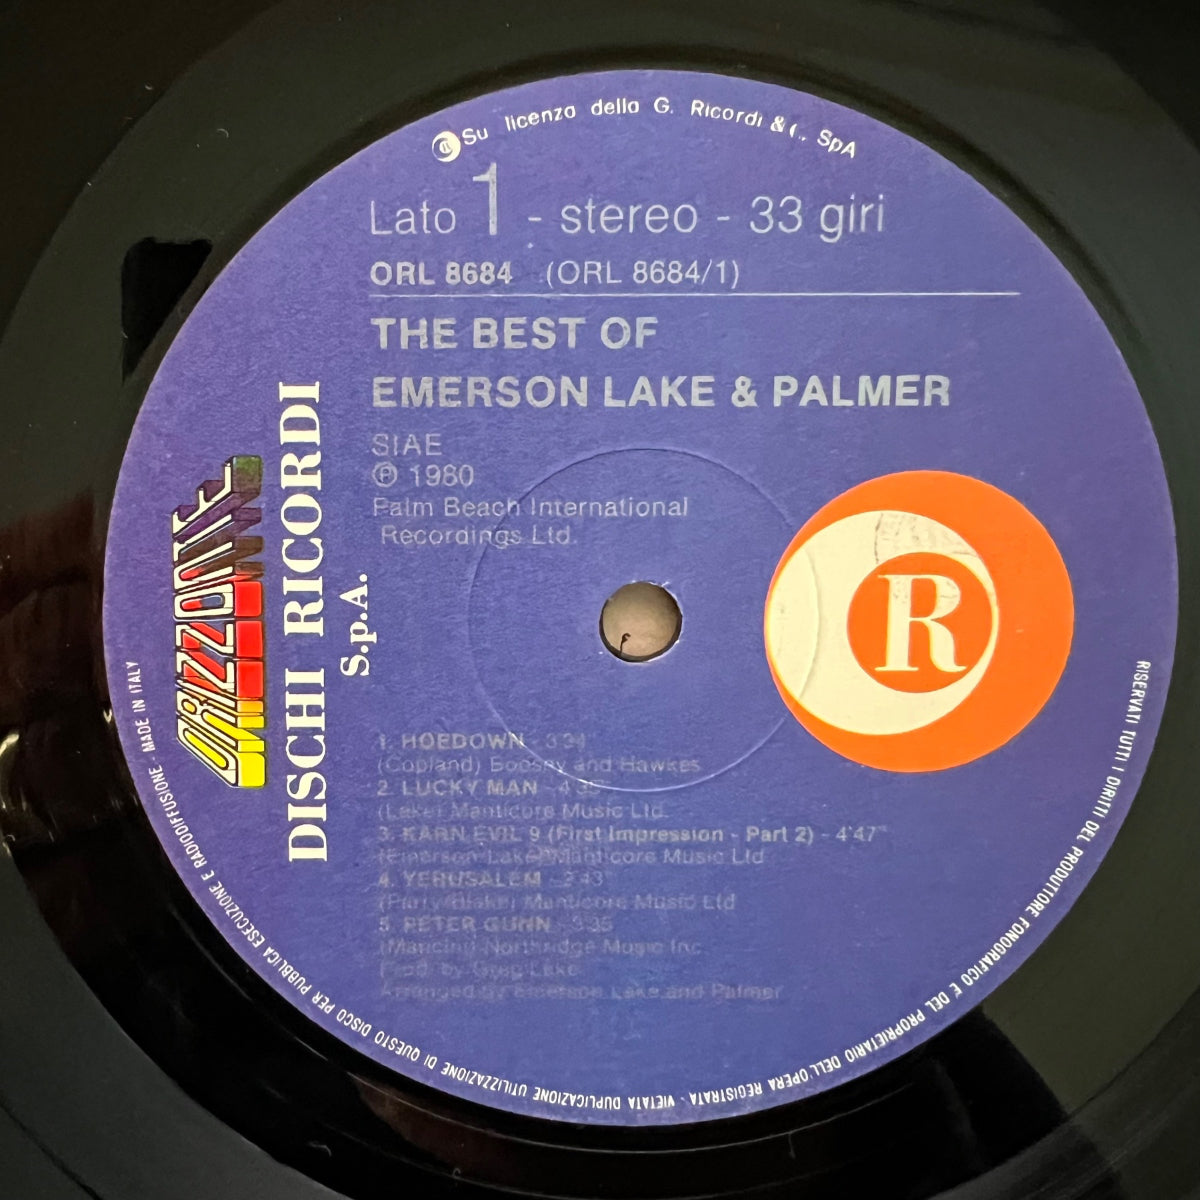 Su licenza della G. Ricordi & C. SpA
Lato 1 - stereo - 33 giri
ORL 8684 (ORL 8684/1)
THE BEST OF
EMERSON LAKE & PALMER
SIAE
℗ 1980
Palm Beach International
Recordings Ltd.
ORIZZONTE
DISCHI RICORDI
S.p.A.
R
1. HOEDOWN - 3'34"
(Copland) Boosey and Hawkes
2. LUCKY MAN - 4'35"
(Lake) Manticore Music Ltd.
3. KARN EVIL 9 (First Impression - Part 2) - 4'47"
(Emerson Lake) Manticore Music Ltd
4. YERUSALEM - 2'43"
(Parry/Blake) Manticore Music Ltd
5. PETER GUNN - 3'35
(Mancini) Northridge Music Inc.
Prod. by Greg Lake
Arranged by Emerson Lake and Palmer
RISERVATI TUTTI I DIRITTI DEL PRODUTTORE FONOGRAFICO E DEL PROPRIETARIO DELL'OPERA REGISTRATA - VIETATA DUPLICAZIONE UTILIZZAZIONE DI QUESTO DISCO PER PUBBLICA ESECUZIONE E RADIODIFFUSIONE - MADE IN ITALY